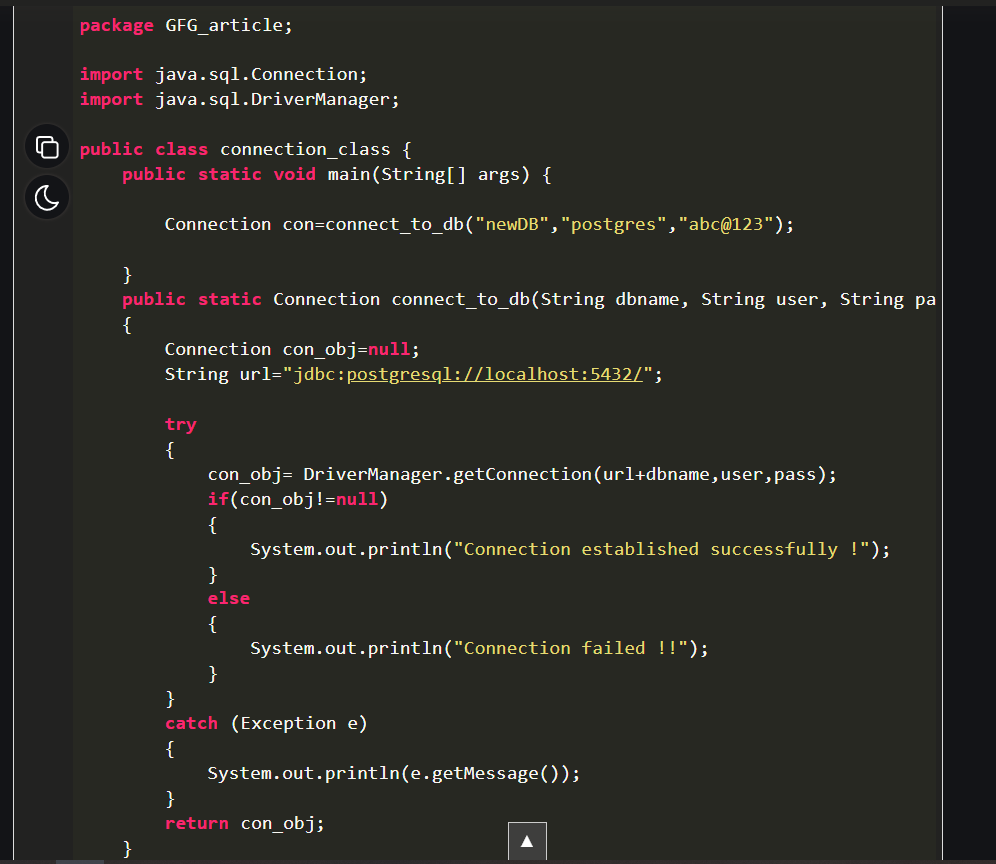 package GFG_article;
import java.sql.Connection;
import java.sql.DriverManager;
public class connection_class {
public static void main(String[] args) {
Connection con=connect_to_db("newDB","postgres","abc@123");
}
public static Connection connect_to_db(String dbname, String user, String pa
{
Connection con_obj=null;
String url="jdbc:postgresql://localhost:5432/";
try
{
con_obj= DriverManager.getConnection(url+dbname,user,pass);
if(con_obj!=null)
{
System.out.println("Connection established successfully !");
}
else
{
System.out.println("Connection failed !!");
}
}
catch (Exception e)
{
System.out.println(e.getMessage());
}
return con_obj;
}